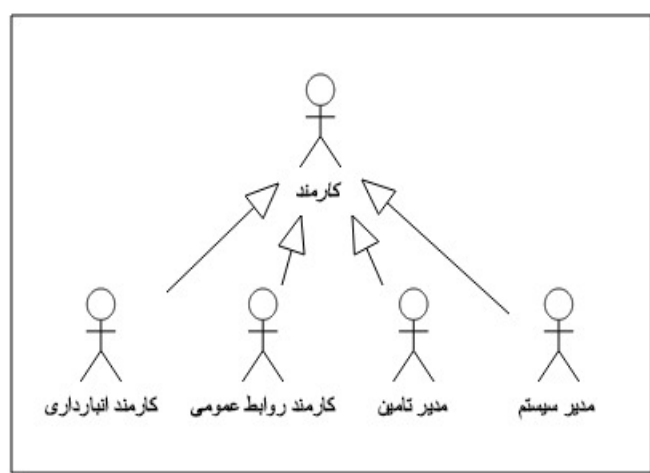 کارمند
مدیر سیستم
مدیر تامین
کارمند روابط عمومی
کارمند انبارداری